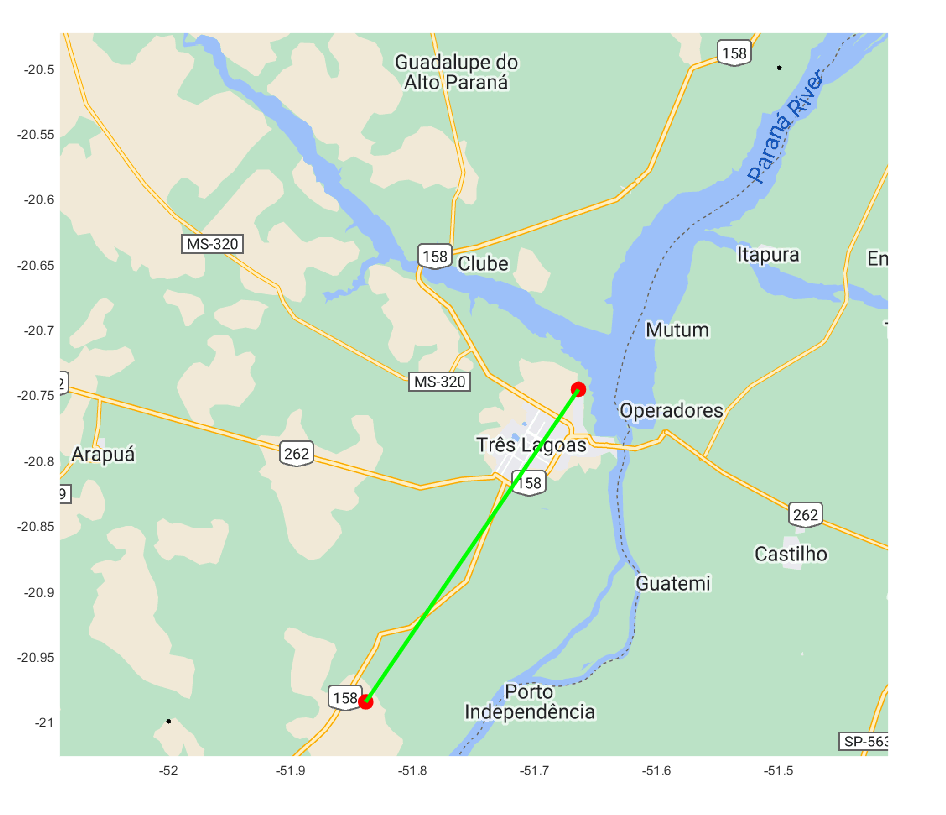 -20.5
-20.55
-20.6
-20.65
-20.7
-20.75
-20.8
-20.85
-20.9
-20.95
-21
-52
-51.9
-51.8
-51.7
-51.6
-51.5
158
Guadalupe do
Alto Paraná
Paraná River
MS-320
158
Clube
Itapura
En
Mutum
MS-320
2
Operadores
Três Lagoas
Arapuá
262
158
9
262
Castilho
Guatemi
158
Porto
Independência
SP-563